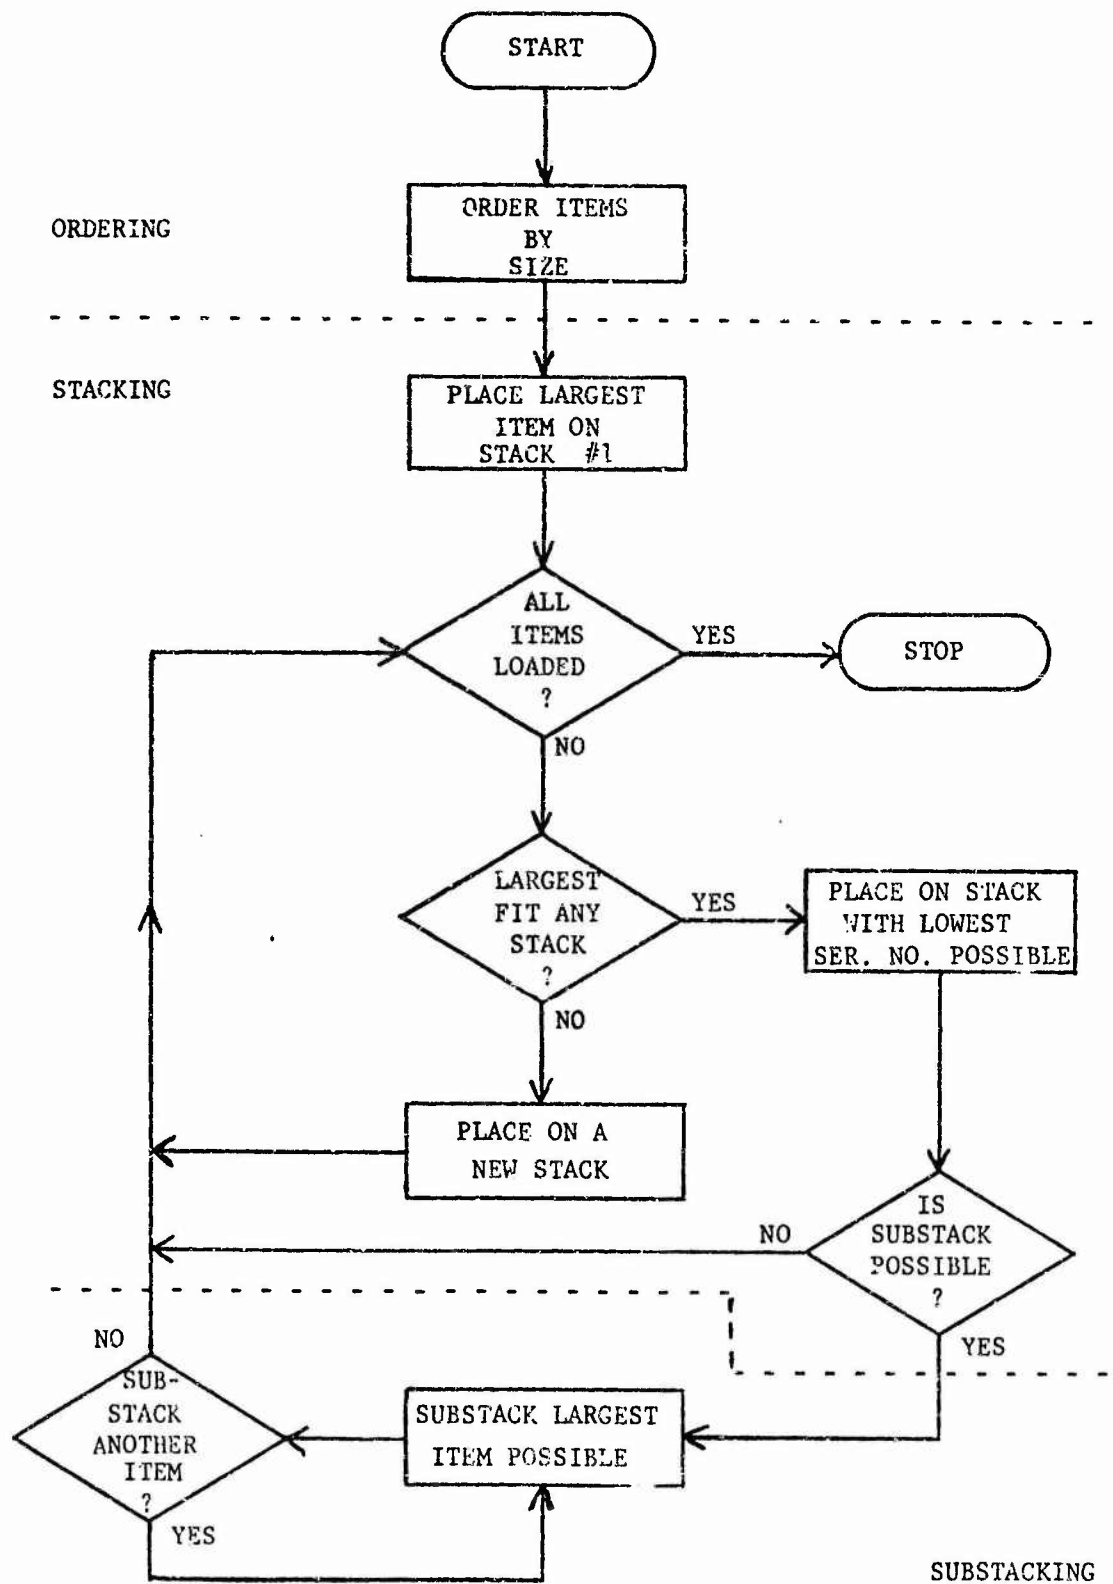 START
ORDERING
ORDER ITEMS
BY
SIZE
STACKING
PLACE LARGEST
ITEM ON
STACK #1
ALL
ITEMS
LOADED
?
YES
STOP
NO
LARGEST
FIT ANY
STACK
?
YES
PLACE ON STACK
WITH LOWEST
SER. NO. POSSIBLE
NO
PLACE ON A
NEW STACK
IS
SUBSTACK
POSSIBLE
?
NO
YES
NO
SUB-
STACK
ANOTHER
ITEM
?
SUBSTACK LARGEST
ITEM POSSIBLE
YES
SUBSTACKING